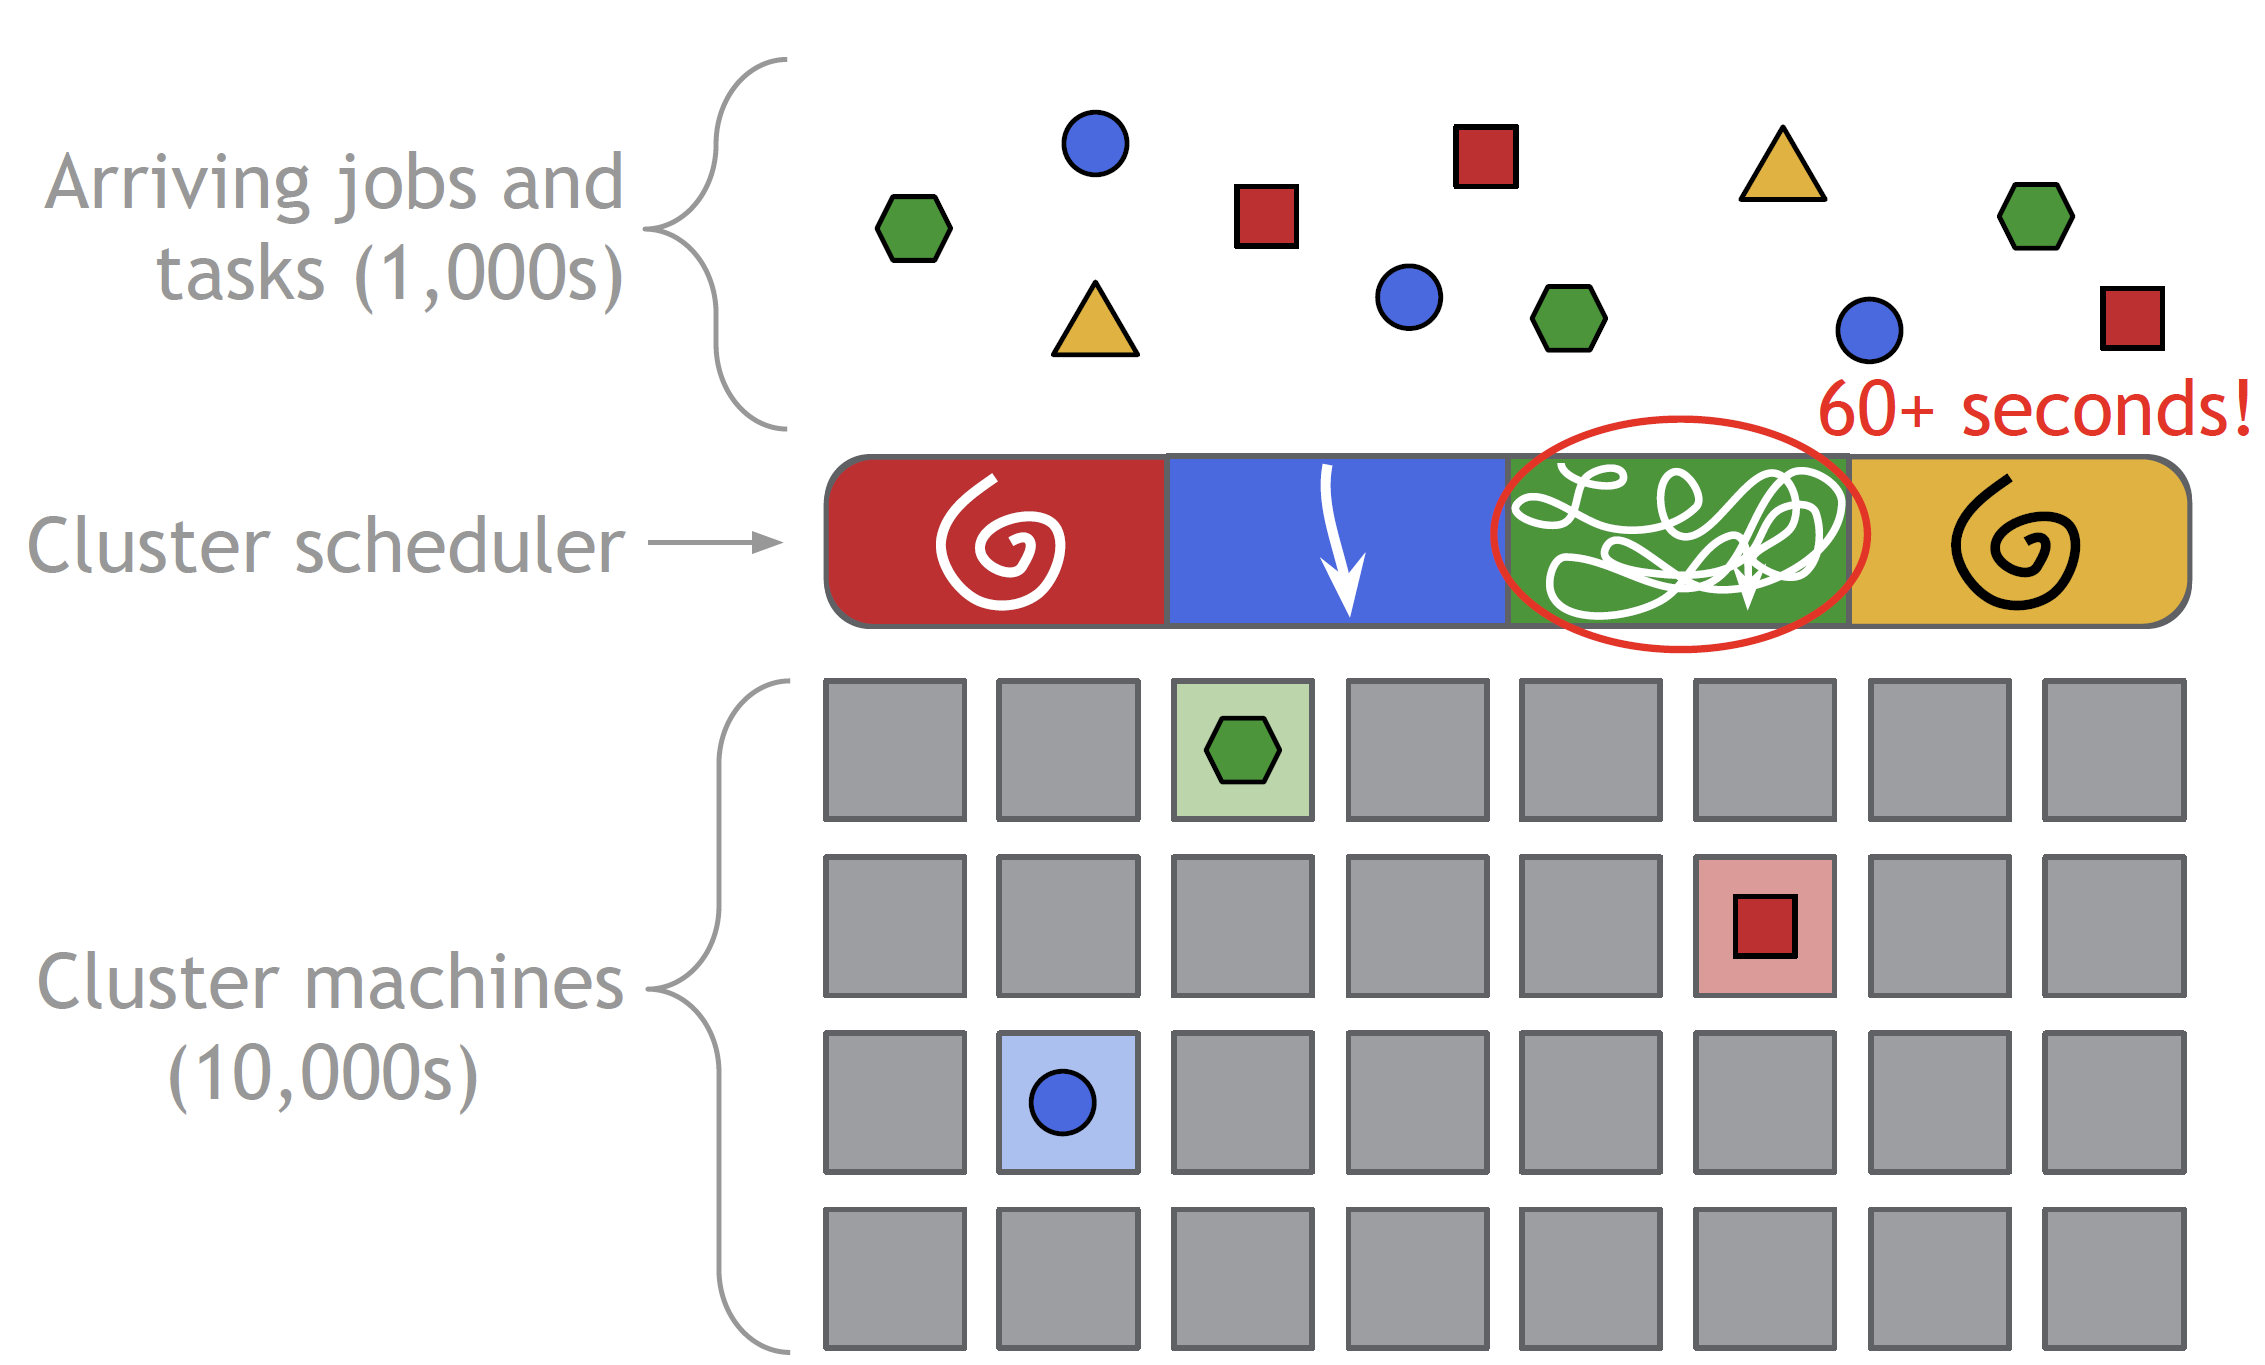 Arriving jobs and
tasks (1,000s)
60+ seconds!
Cluster scheduler
Cluster machines
(10,000s)